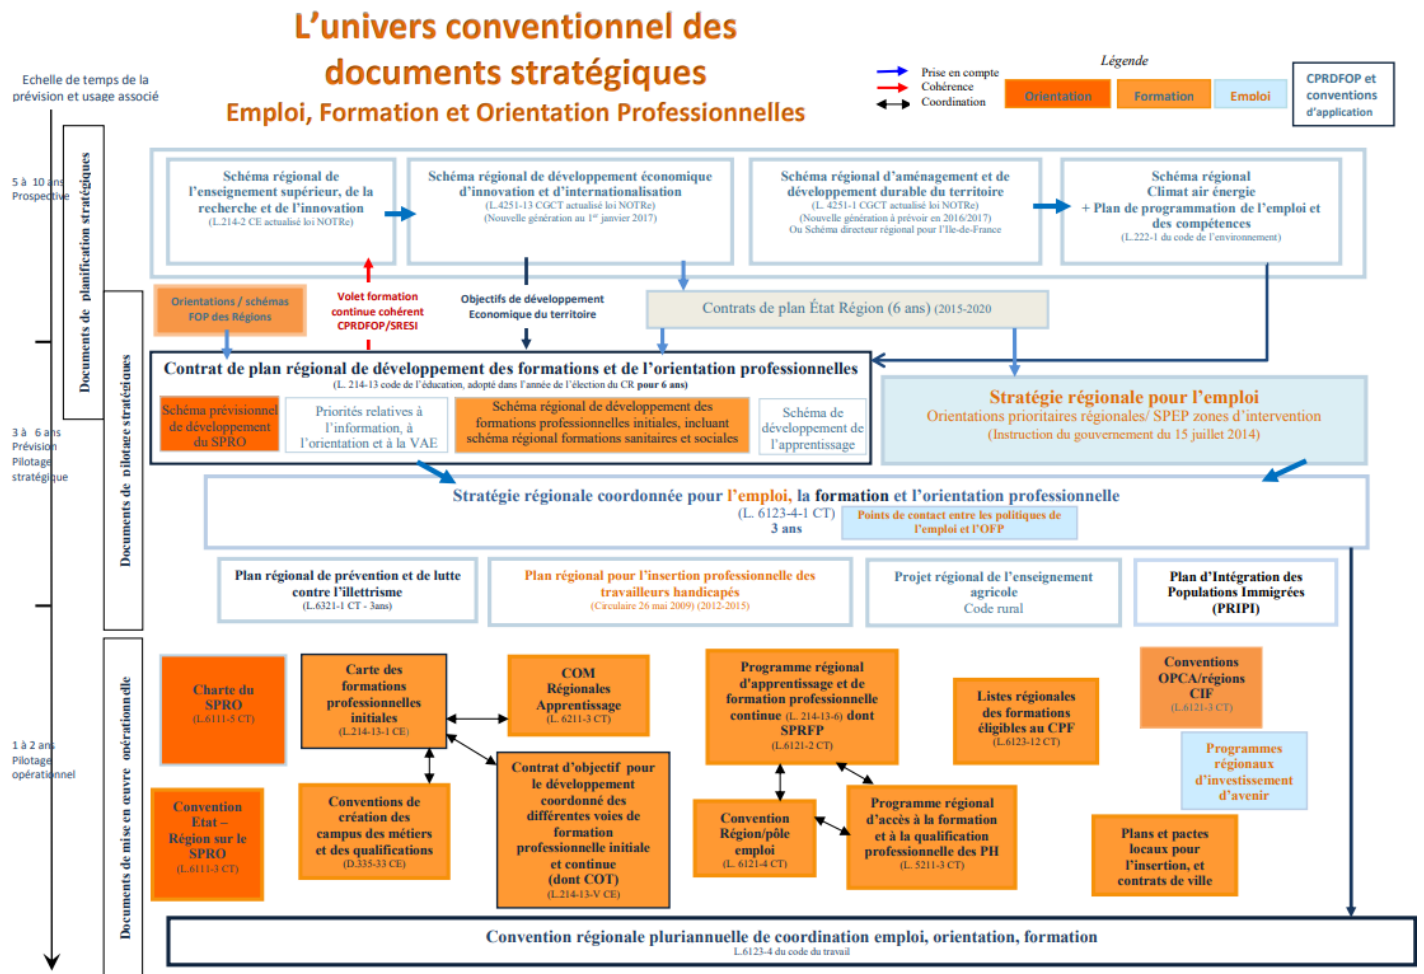 L’univers conventionnel des
documents stratégiques
Emploi, Formation et Orientation Professionnelles
Echelle de temps de la
prévision et usage associé
Légende
Prise en compte
Cohérence
Coordination
Orientation
Formation
Emploi
CPRDFOP et
conventions
d’application
5 à 10 ans
Prospective
3 à 6 ans
Prévision
Pilotage
stratégique
1 à 2 ans
Pilotage
opérationnel
Documents de planification stratégiques
Documents de pilotage stratégiques
Documents de mise en œuvre opérationnelle
Schéma régional de
l’enseignement supérieur, de la
recherche et de l’innovation
(L.214-2 CE actualisé loi NOTRe)
Schéma régional de développement économique
d’innovation et d’internationalisation
(L.4251-13 CGCT actualisé loi NOTRe)
(Nouvelle génération au 1er janvier 2017)
Schéma régional d’aménagement et de
développement durable du territoire
(L. 4251-1 CGCT actualisé loi NOTRe)
(Nouvelle génération à prévoir en 2016/2017)
Ou Schéma directeur régional pour l’Ile-de-France
Schéma régional
Climat air énergie
+ Plan de programmation de l’emploi et
des compétences
(L.222-1 du code de l’environnement)
Orientations / schémas
FOP des Régions
Volet formation
continue cohérent
CPRDFOP/SRESI
Objectifs de développement
Economique du territoire
Contrats de plan État Région (6 ans) (2015-2020
Contrat de plan régional de développement des formations et de l’orientation professionnelles
(L. 214-13 code de l’éducation, adopté dans l’année de l’élection du CR pour 6 ans)
Schéma prévisionnel
de développement
du SPRO
Priorités relatives à
l’information, à
l’orientation et à la VAE
Schéma régional de développement des
formations professionnelles initiales, incluant
schéma régional formations sanitaires et sociales
Schéma de
développement de
l’apprentissage
Stratégie régionale pour l’emploi
Orientations prioritaires régionales/ SPEP zones d’intervention
(Instruction du gouvernement du 15 juillet 2014)
Stratégie régionale coordonnée pour l’emploi, la formation et l’orientation professionnelle
(L. 6123-4-1 CT)
3 ans
Points de contact entre les politiques de
l’emploi et l’OFP
Plan régional de prévention et de lutte
contre l’illettrisme
(L.6321-1 CT - 3ans)
Plan régional pour l’insertion professionnelle des
travailleurs handicapés
(Circulaire 26 mai 2009) (2012-2015)
Projet régional de l’enseignement
agricole
Code rural
Plan d’Intégration des
Populations Immigrées
(PRIPI)
Charte du
SPRO
(L.6111-5 CT)
Carte des
formations
professionnelles
initiales
(L.214-13-1 CE)
COM
Régionales
Apprentissage
(L. 6211-3 CT)
Programme régional
d’apprentissage et de
formation professionnelle
continue (L. 214-13-6) dont
SPRFP
(L.6121-2 CT)
Listes régionales
des formations
éligibles au CPF
(L.6123-12 CT)
Conventions
OPCA/régions
CIF
(L.6121-3 CT)
Programmes
régionaux
d’investissement
d’avenir
Convention
Etat –
Région sur le
SPRO
(L.6111-3 CT)
Conventions de
création des
campus des métiers
et des qualifications
(D.335-33 CE)
Contrat d’objectif pour le
développement
coordonné des
différentes voies de
formation
professionnelle initiale
et continue
(dont COT)
(L.214-13-V CE)
Convention
Région/pôle
emploi
(L. 6121-4 CT)
Programme régional
d’accès à la formation
et à la qualification
professionnelle des PH
(L. 5211-3 CT)
Plans et pactes
locaux pour
l’insertion, et
contrats de ville
Convention régionale pluriannuelle de coordination emploi, orientation, formation
L.6123-4 du code du travail